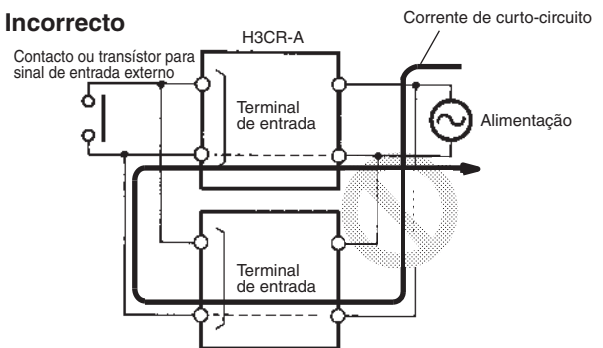 Incorrecto
Corrente de curto-circuito
H3CR-A
Contacto ou transístor para
sinal de entrada externo
Terminal
de entrada
Alimentação
Terminal
de entrada